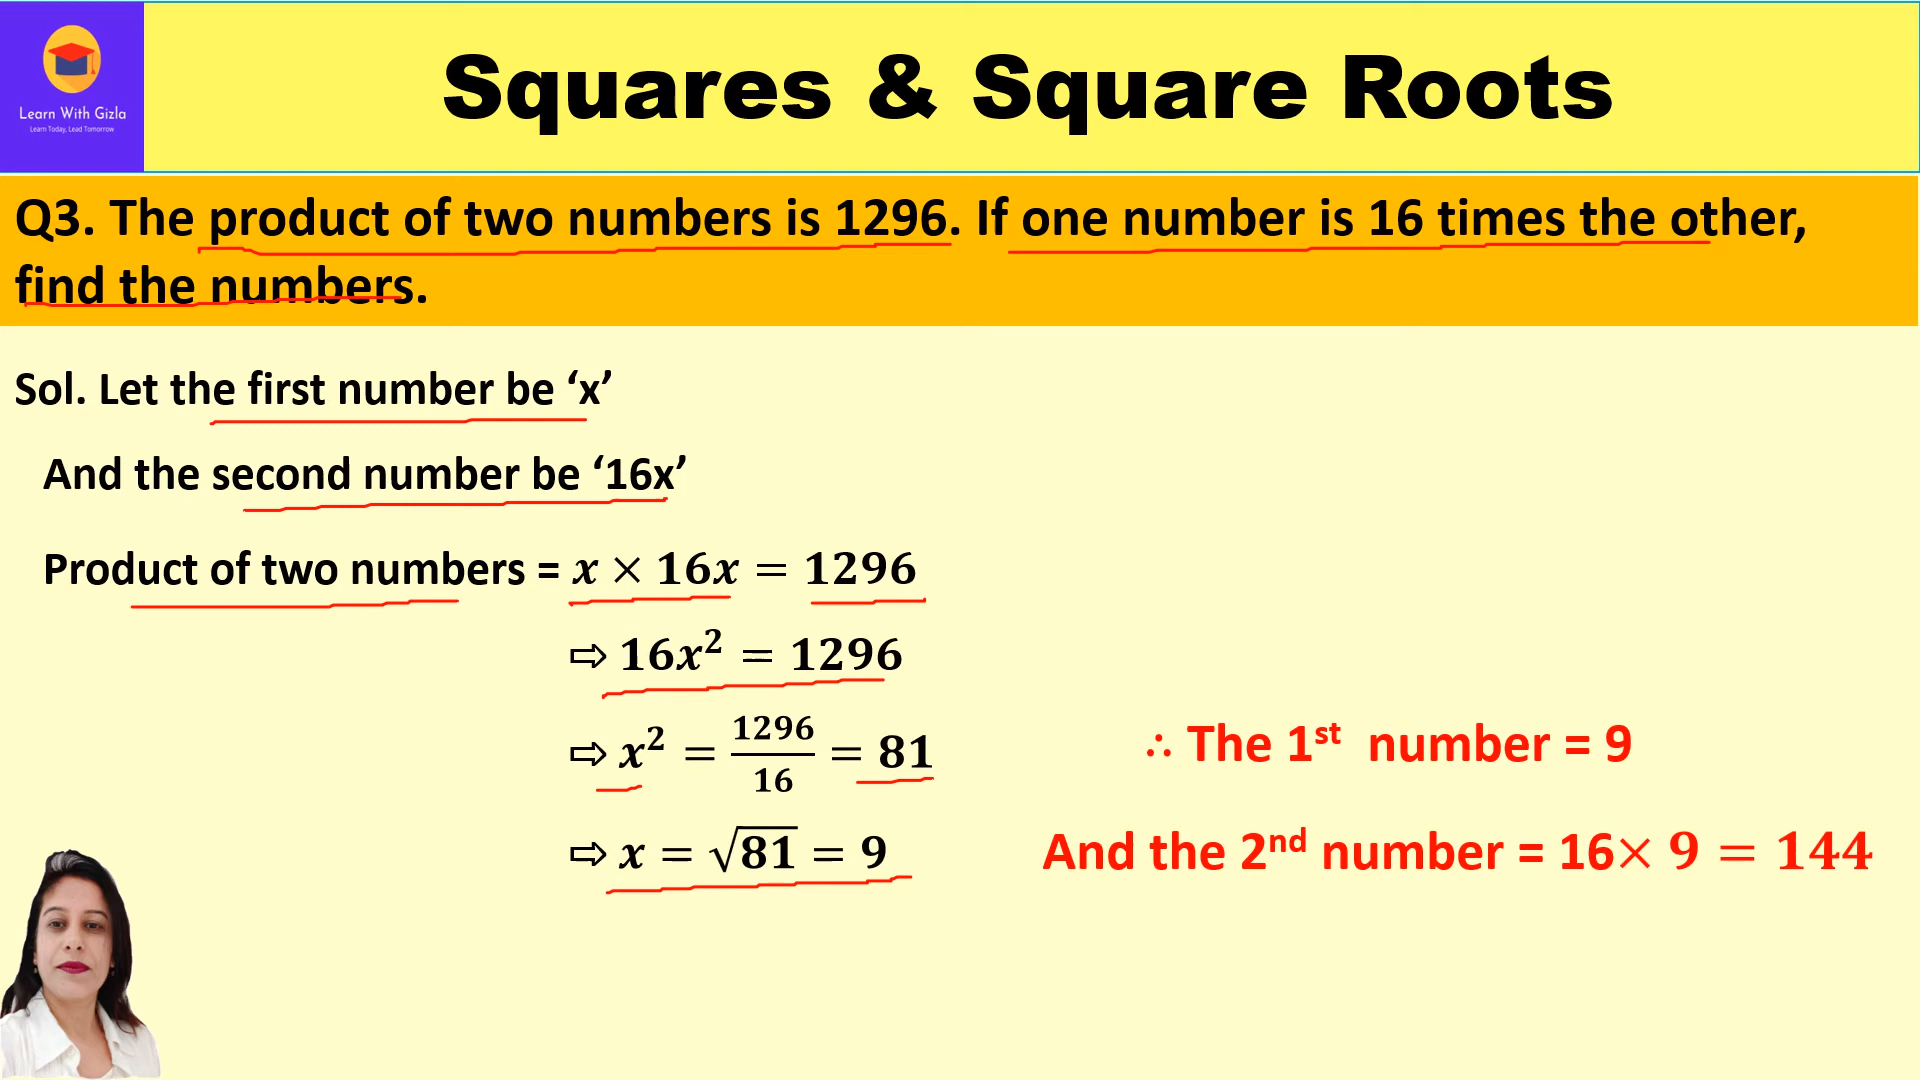 Learn With Gizla
Learn Today, Lead Tomorrow
Squares & Square Roots
Q3. The product of two numbers is 1296. If one number is 16 times the other,
find the numbers.
Sol. Let the first number be ‘x’
And the second number be ‘16x’
Product of two numbers = x × 16x = 1296
⇨ 16x² = 1296
⇨ x² = 1296/16 = 81
⇨ x = √81 = 9
∴ The 1st number = 9
And the 2nd number = 16× 9 = 144